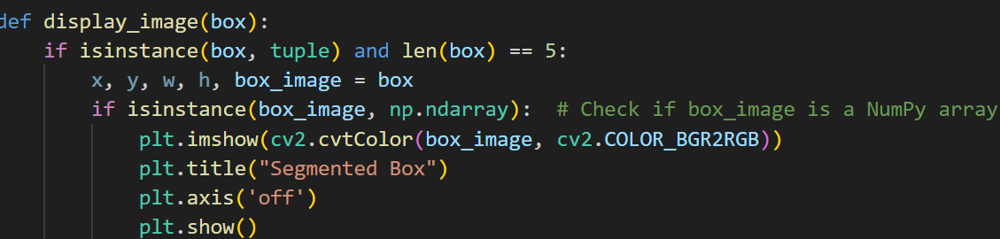 def display_image(box):
    if isinstance(box, tuple) and len(box) == 5:
        x, y, w, h, box_image = box
        if isinstance(box_image, np.ndarray):  # Check if box_image is a NumPy array
            plt.imshow(cv2.cvtColor(box_image, cv2.COLOR_BGR2RGB))
            plt.title("Segmented Box")
            plt.axis('off')
            plt.show()